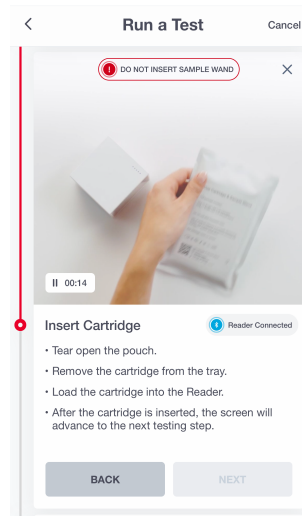 Run a Test
Cancel
DO NOT INSERT SAMPLE WAND
00:14
Insert Cartridge
Reader Connected
• Tear open the pouch.
• Remove the cartridge from the tray.
• Load the cartridge into the Reader.
• After the cartridge is inserted, the screen will
advance to the next testing step.
BACK
NEXT